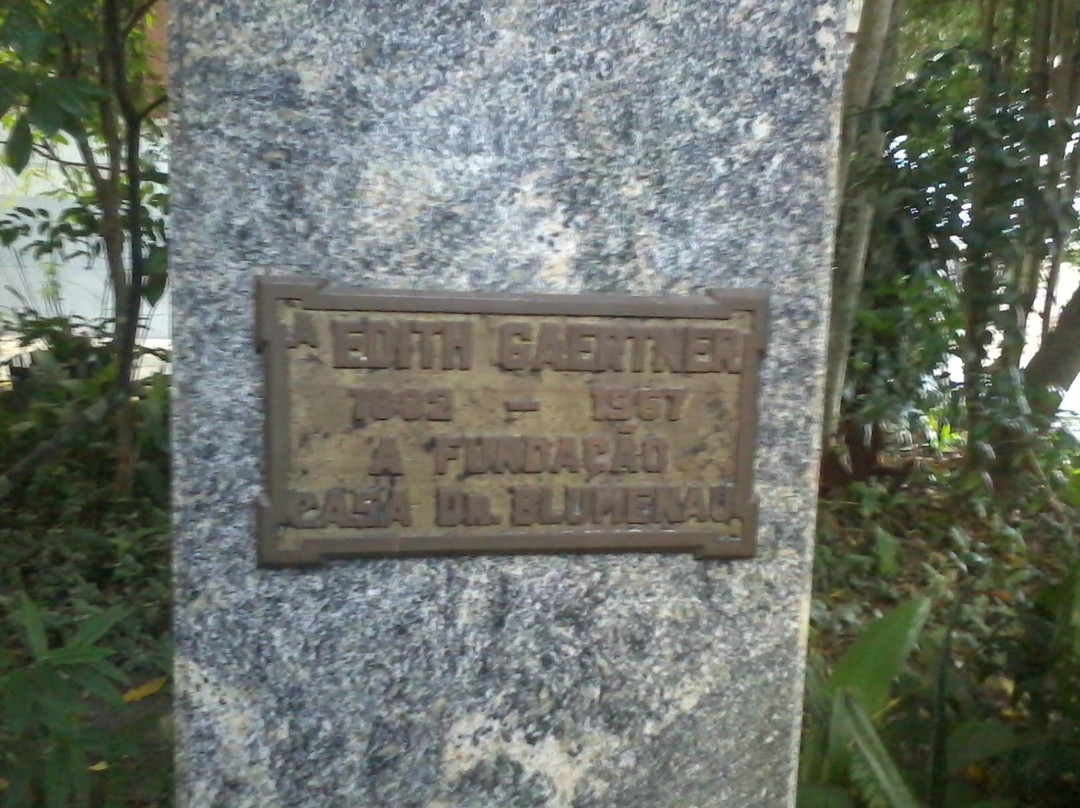 A EDITH GAERTNER
1882 - 1967
A FUNDAÇÃO
CASA DR. BLUMENAU